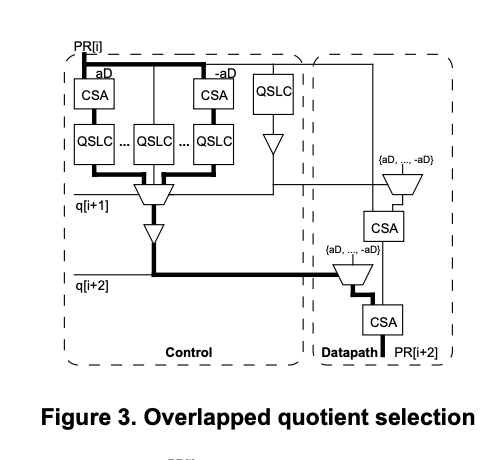 PR[i]
aD -aD
CSA CSA QSLC
QSLC ... QSLC ... QSLC
{aD, ..., -aD}
q[i+1]
CSA
{aD, ..., -aD}
q[i+2]
CSA
Control Datapath PR[i+2]
Figure 3. Overlapped quotient selection